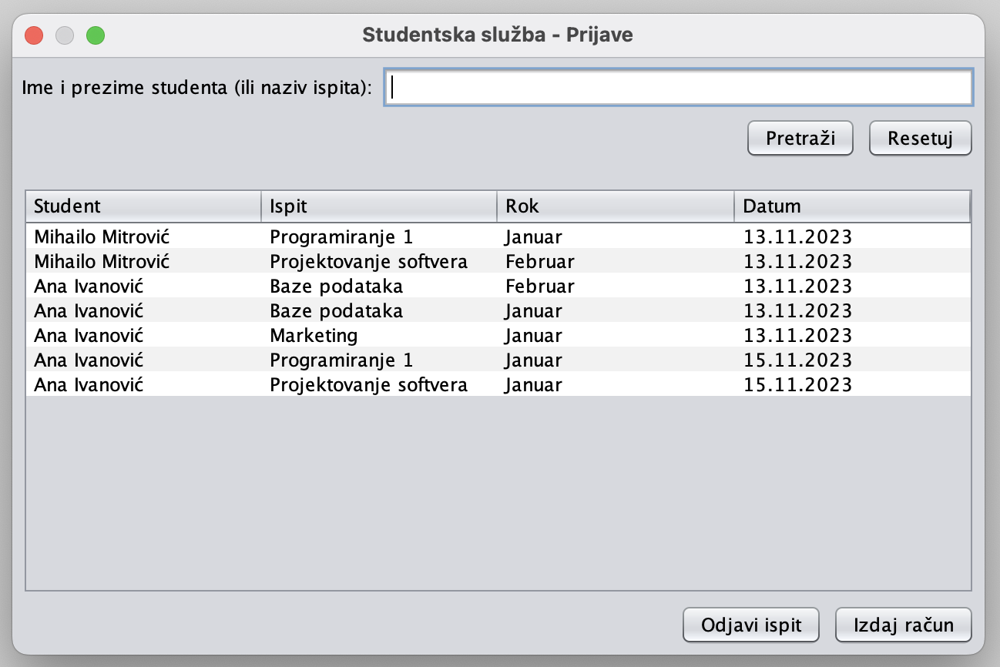 Studentska služba - Prijave
Ime i prezime studenta (ili naziv ispita):
Pretraži Resetuj
Student Ispit Rok Datum
Mihailo Mitrović Programiranje 1 Januar 13.11.2023
Mihailo Mitrović Projektovanje softvera Februar 13.11.2023
Ana Ivanović Baze podataka Februar 13.11.2023
Ana Ivanović Baze podataka Januar 13.11.2023
Ana Ivanović Marketing Januar 13.11.2023
Ana Ivanović Programiranje 1 Januar 15.11.2023
Ana Ivanović Projektovanje softvera Januar 15.11.2023
Odjavi ispit Izdaj račun